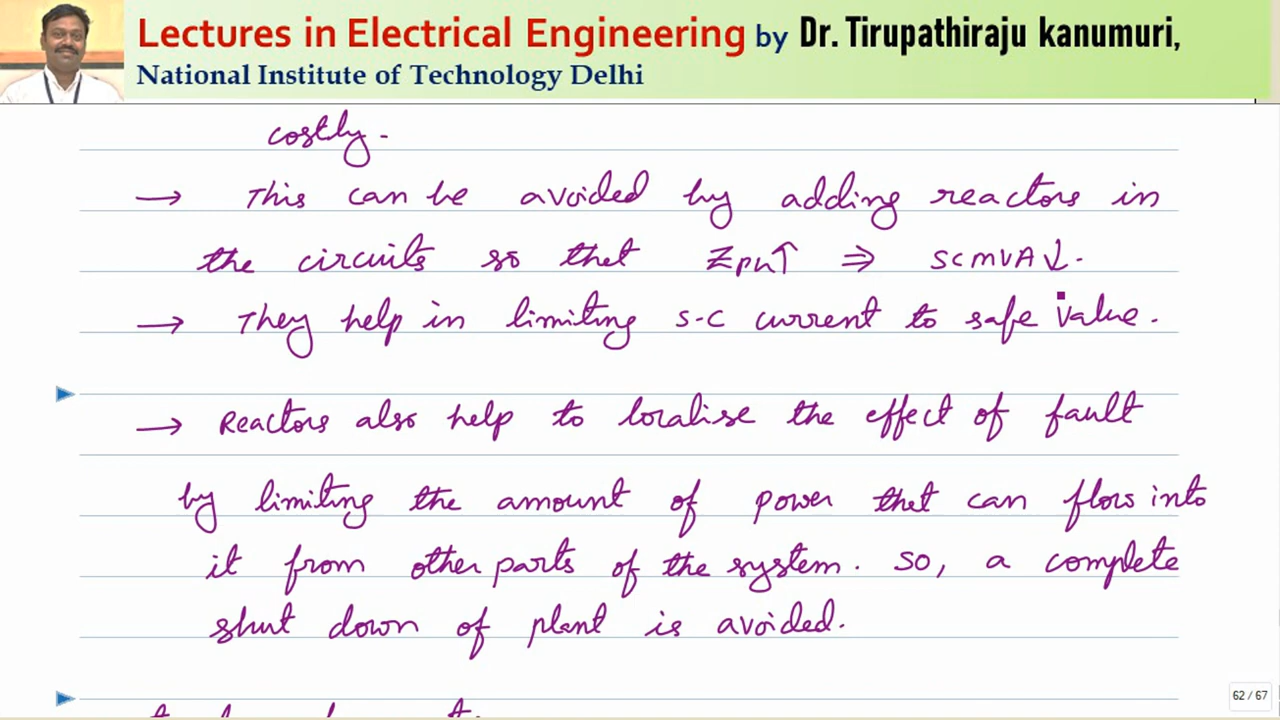 Lectures in Electrical Engineering by Dr. Tirupathiraju kanumuri,
National Institute of Technology Delhi
costly.
→ This can be avoided by adding reactors in
the circuits so that Zpu↑ ⇒ SCMVA↓.
→ They help in limiting S-C current to safe value.
→ Reactors also help to localise the effect of fault
by limiting the amount of power that can flow into
it from other parts of the system. So, a complete
shut down of plant is avoided.
62 / 67